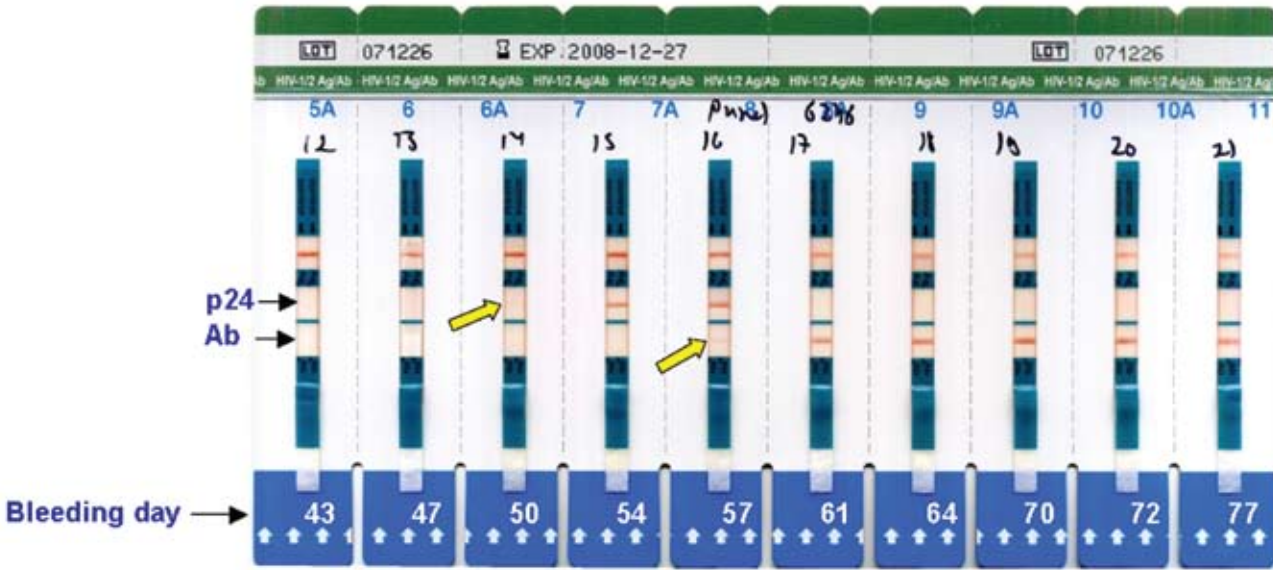 LOT 071226 EXP. 2008-12-27 LOT 071226
HIV-1/2 Ag/Ab HIV-1/2 Ag/Ab HIV-1/2 Ag/Ab HIV-1/2 Ag/Ab HIV-1/2 Ag/Ab HIV-1/2 Ag/Ab HIV-1/2 Ag/Ab HIV-1/2 Ag/Ab HIV-1/2 Ag/Ab HIV-1/2 Ag/Ab HIV-1/2 Ag/Ab HIV-1/2 Ag/Ab
5A 6 6A 7 7A 8 9 9A 10 10A 11
12 13 14 15 16 17 18 19 20 21
p24
Ab
Bleeding day 43 47 50 54 57 61 64 70 72 77